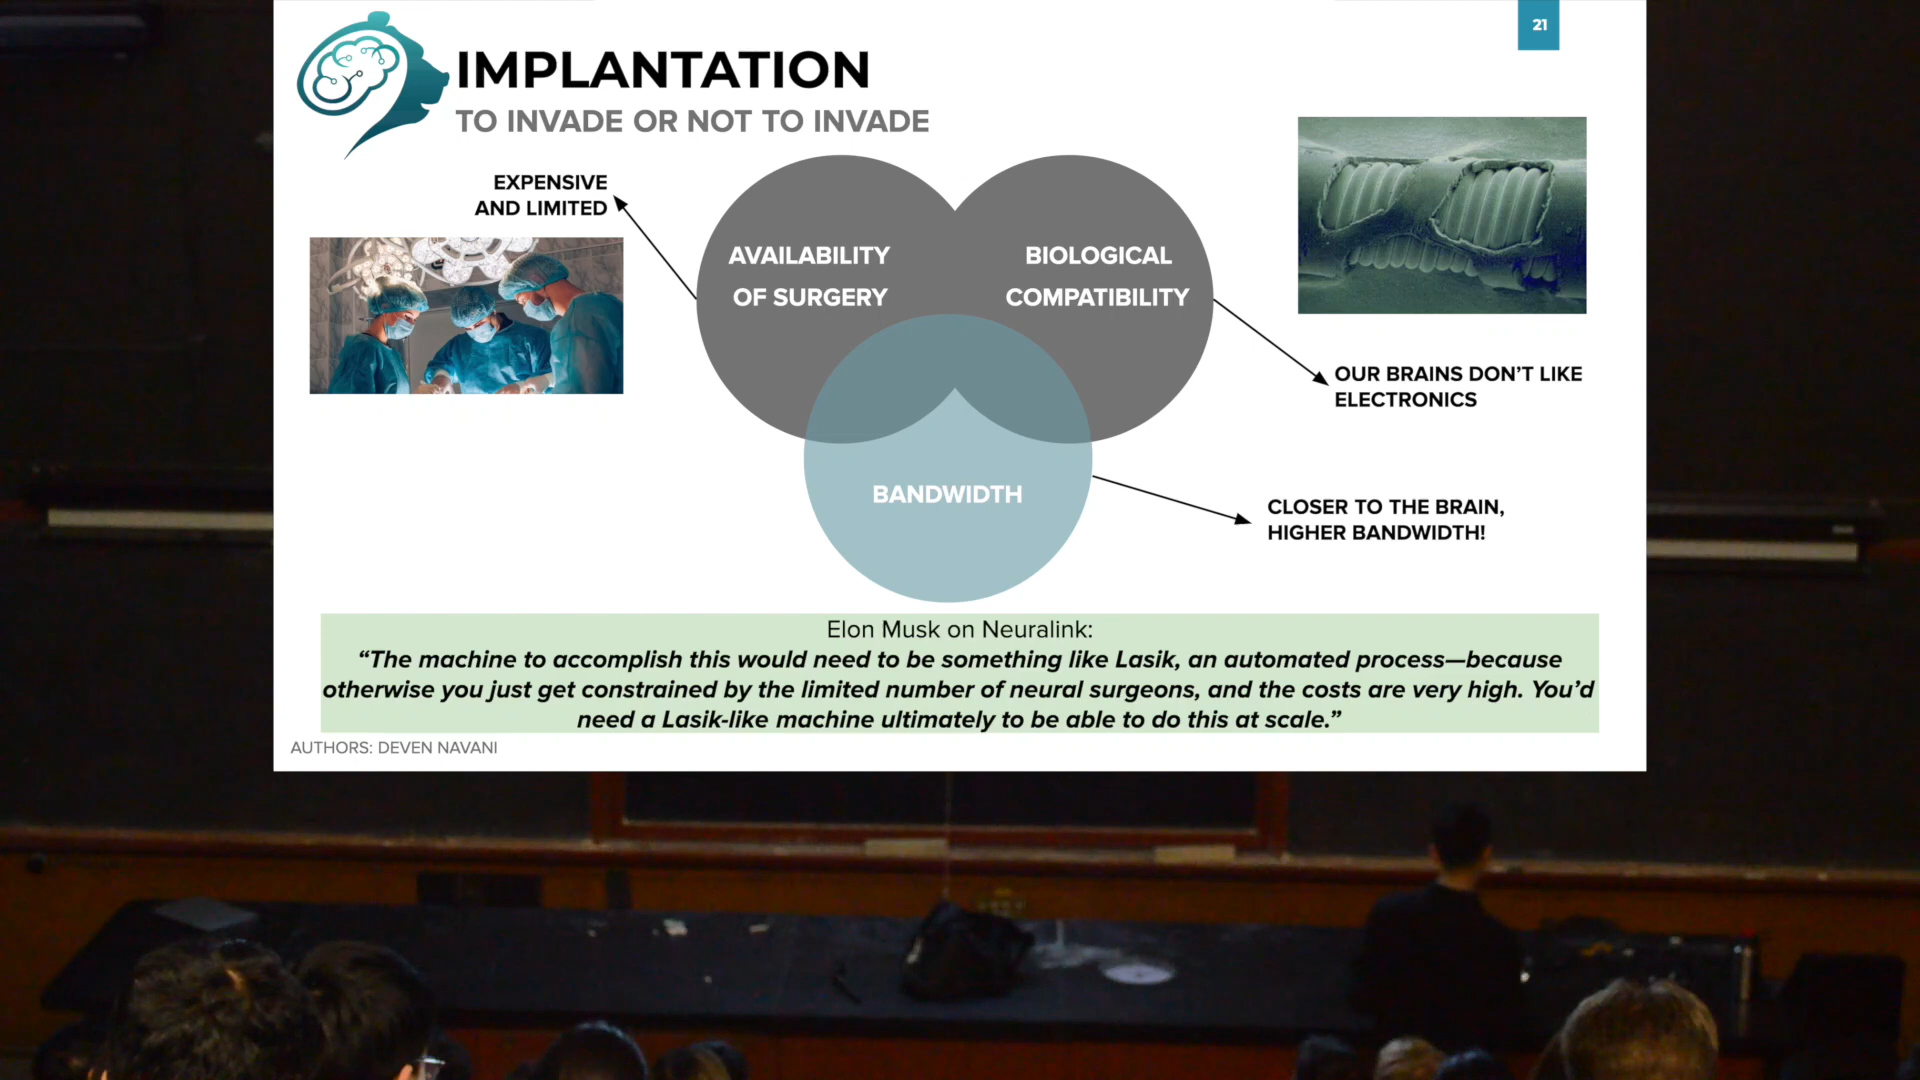 21
IMPLANTATION
TO INVADE OR NOT TO INVADE
EXPENSIVE
AND LIMITED
AVAILABILITY
OF SURGERY
BIOLOGICAL
COMPATIBILITY
OUR BRAINS DON'T LIKE
ELECTRONICS
BANDWIDTH
CLOSER TO THE BRAIN,
HIGHER BANDWIDTH!
Elon Musk on Neuralink:
“The machine to accomplish this would need to be something like Lasik, an automated process—because
otherwise you just get constrained by the limited number of neural surgeons, and the costs are very high. You’d
need a Lasik-like machine ultimately to be able to do this at scale.”
AUTHORS: DEVEN NAVANI